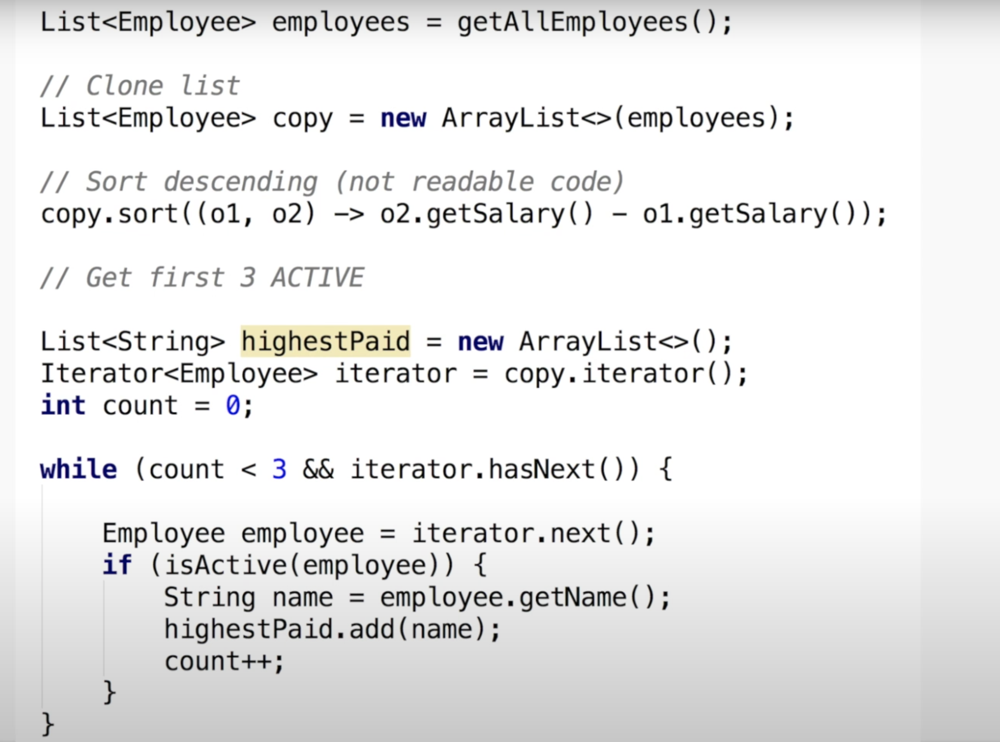 List<Employee> employees = getAllEmployees();
// Clone list
List<Employee> copy = new ArrayList<>(employees);
// Sort descending (not readable code)
copy.sort((o1, o2) -> o2.getSalary() - o1.getSalary());
// Get first 3 ACTIVE
List<String> highestPaid = new ArrayList<>();
Iterator<Employee> iterator = copy.iterator();
int count = 0;
while (count < 3 && iterator.hasNext()) {
Employee employee = iterator.next();
if (isActive(employee)) {
String name = employee.getName();
highestPaid.add(name);
count++;
}
}